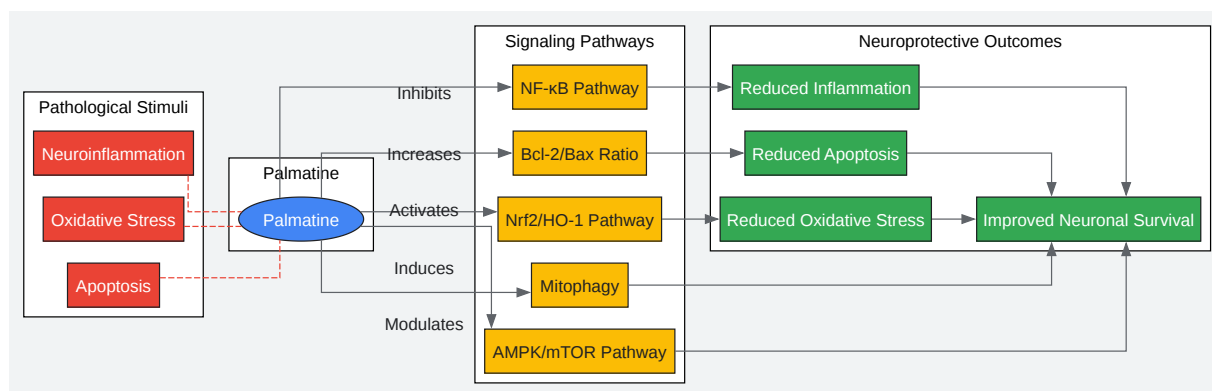 Pathological Stimuli
Neuroinflammation
Oxidative Stress
Apoptosis
Palmatine
Palmatine
Inhibits
Increases
Activates
Induces
Modulates
Signaling Pathways
NF-κB Pathway
Bcl-2/Bax Ratio
Nrf2/HO-1 Pathway
Mitophagy
AMPK/mTOR Pathway
Neuroprotective Outcomes
Reduced Inflammation
Reduced Apoptosis
Reduced Oxidative Stress
Improved Neuronal Survival